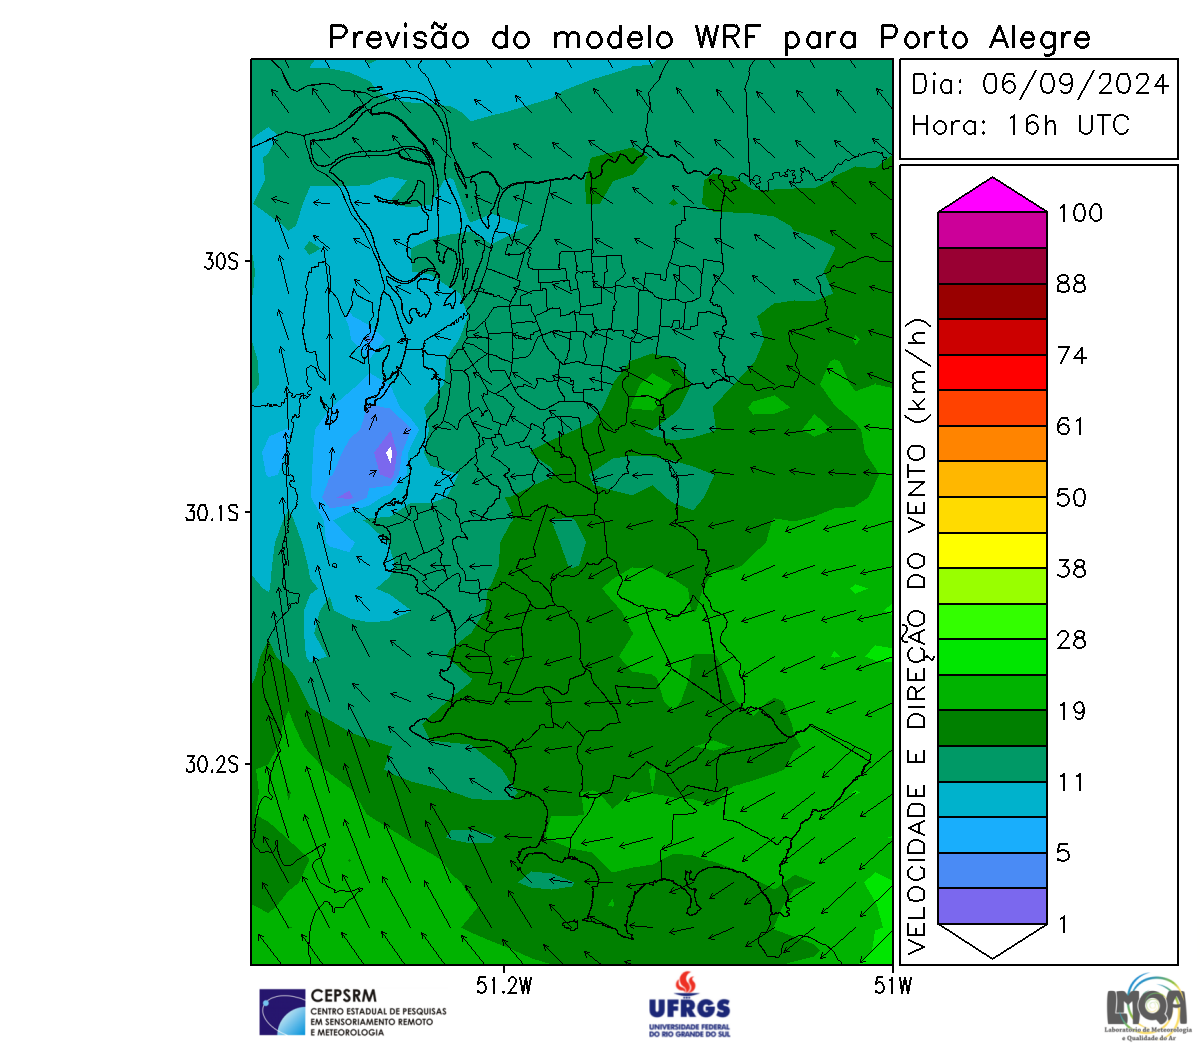 Previsão do modelo WRF para Porto Alegre
Dia: 06/09/2024
Hora: 16h UTC
100
88
74
61
50
38
28
19
11
5
1
VELOCIDADE E DIREÇÃO DO VENTO (km/h)
30S
30.1S
30.2S
51.2W
51W
CEPSRM
CENTRO ESTADUAL DE PESQUISAS
EM SENSORIAMENTO REMOTO
E METEOROLOGIA
UFRGS
UNIVERSIDADE FEDERAL
DO RIO GRANDE DO SUL
LMQA
Laboratório de Meteorologia
e Qualidade do Ar